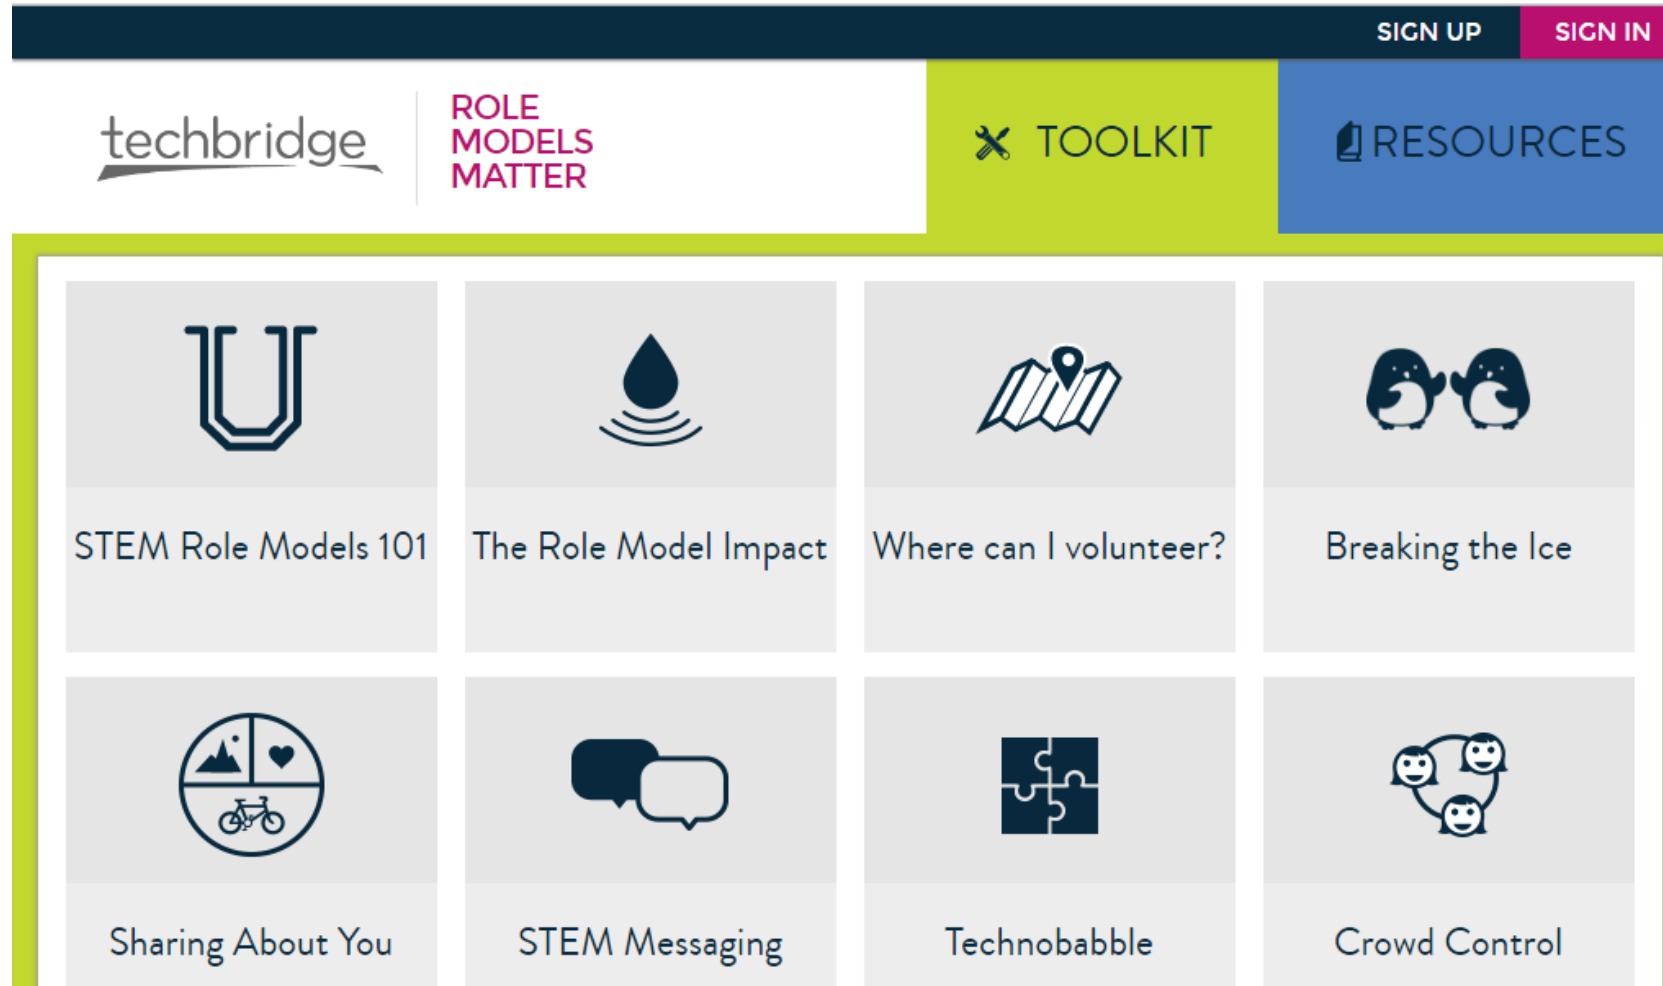 SIGN UP
SIGN IN
techbridge
ROLE
MODELS
MATTER
TOOLKIT
RESOURCES
STEM Role Models 101
The Role Model Impact
Where can I volunteer?
Breaking the Ice
Sharing About You
STEM Messaging
Technobabble
Crowd Control